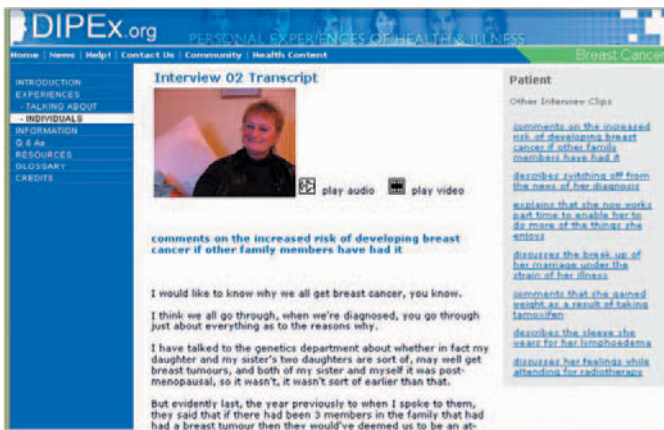 DIPEx.org
PERSONAL EXPERIENCES OF HEALTH & ILLNESS
Home | News | Help! | Contact Us | Community | Health Content
Breast Cancer
INTRODUCTION
EXPERIENCES
- TALKING ABOUT
- INDIVIDUALS
INFORMATION
Q & As
RESOURCES
GLOSSARY
CREDITS
Interview 02 Transcript
play audio
play video
comments on the increased risk of developing breast
cancer if other family members have had it
I would like to know why we all get breast cancer, you know.
I think we all go through, when we're diagnosed, you go through
just about everything as to the reasons why.
I have talked to the genetics department about whether in fact my
daughter and my sister's two daughters are sort of, may well get
breast tumours, and both of my sister and myself it was post-
menopausal, so it wasn't, it wasn't sort of earlier than that.
But evidently last, the year previously to when I spoke to them,
they said that if there had been 3 members in the family that had
had a breast tumour then they would've deemed us to be an at-
Patient
Other Interview Clips
comments on the increased
risk of developing breast
cancer if other family
members have had it
describes switching off from
the news of her diagnosis
explains that she now works
part time to enable her to
do more of the things she
enjoys
discusses the break up of
her marriage under the
strain of her illness
comments that she gained
weight as a result of taking
tamoxifen
describes the sleeve she
wears for her lymphoedema
discusses her feelings while
attending for radiotherapy